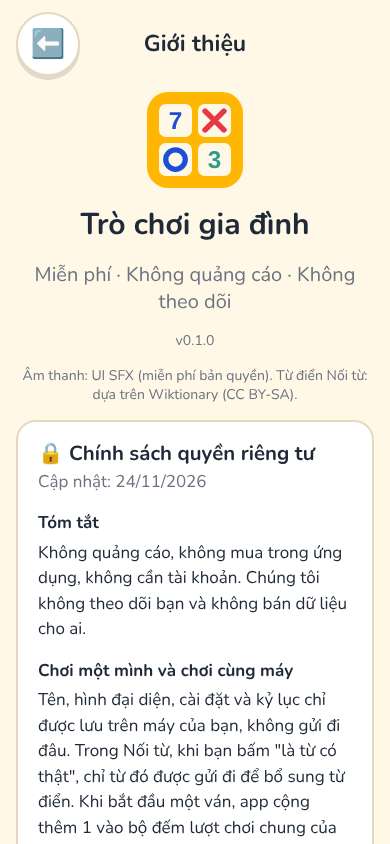 Giới thiệu
7
3
Trò chơi gia đình
Miễn phí · Không quảng cáo · Không
theo dõi
v0.1.0
Âm thanh: UI SFX (miễn phí bản quyền). Từ điển Nối từ:
dựa trên Wiktionary (CC BY-SA).
🔒 Chính sách quyền riêng tư
Cập nhật: 24/11/2026
Tóm tắt
Không quảng cáo, không mua trong ứng
dụng, không cần tài khoản. Chúng tôi
không theo dõi bạn và không bán dữ liệu
cho ai.
Chơi một mình và chơi cùng máy
Tên, hình đại diện, cài đặt và kỷ lục chỉ
được lưu trên máy của bạn, không gửi đi
đâu. Trong Nối từ, khi bạn bấm "là từ có
thật", chỉ từ đó được gửi đi để bổ sung từ
điển. Khi bắt đầu một ván, app cộng
thêm 1 vào bộ đếm lượt chơi chung của